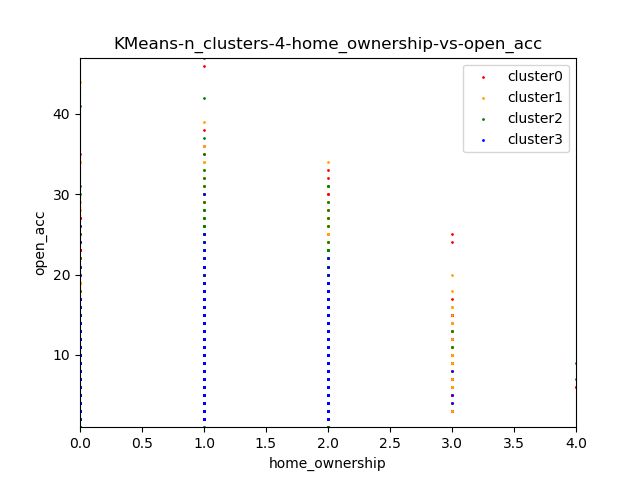 KMeans-n_clusters-4-home_ownership-vs-open_acc
cluster0
cluster1
cluster2
cluster3
open_acc
40
30
20
10
0.0 0.5 1.0 1.5 2.0 2.5 3.0 3.5 4.0
home_ownership